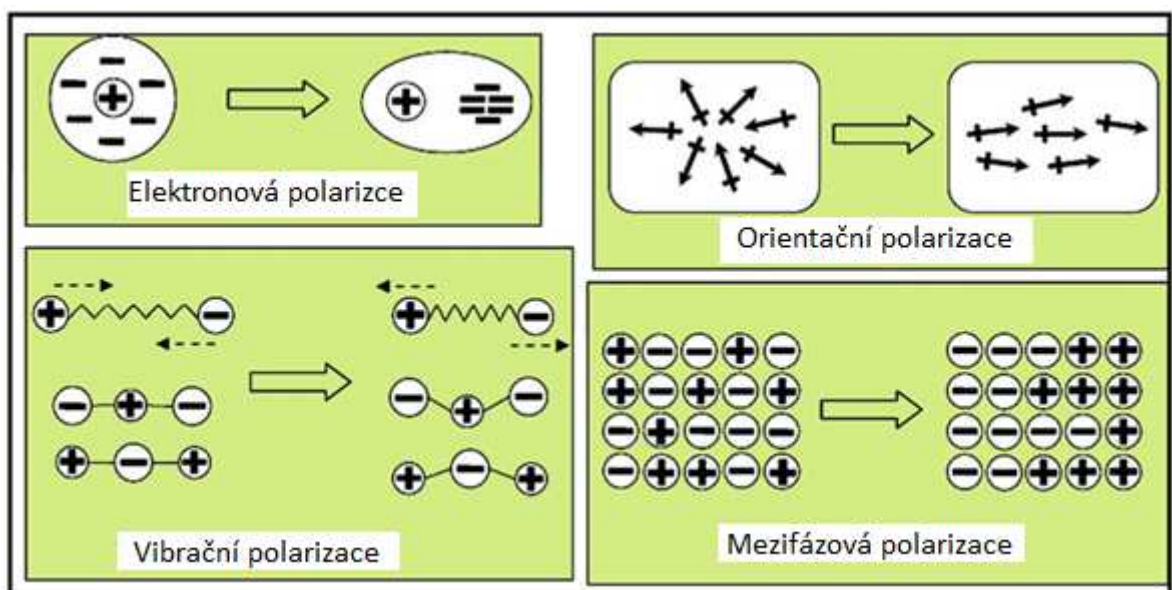 Elektronová polarizce
Orientační polarizace
Vibrační polarizace
Mezifázová polarizace